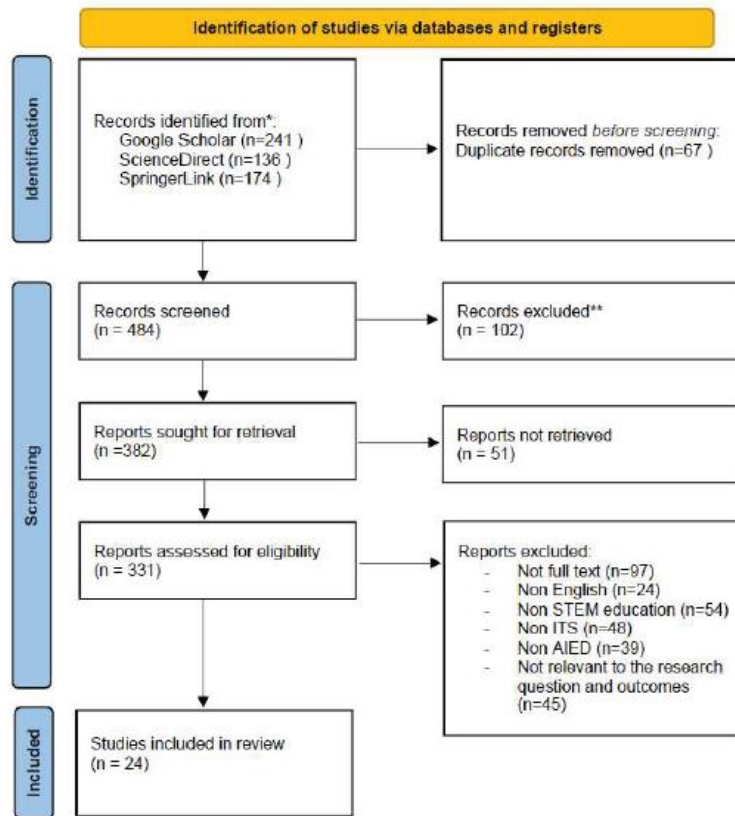 Identification of studies via databases and registers
Identification
Records identified from*:
Google Scholar (n=241 )
ScienceDirect (n=136 )
SpringerLink (n=174 )
Records removed before screening:
Duplicate records removed (n=67 )
Screening
Records screened
(n = 484)
Records excluded**
(n = 102)
Reports sought for retrieval
(n =382)
Reports not retrieved
(n = 51)
Reports assessed for eligibility
(n = 331)
Reports excluded:
- Not full text (n=97)
- Non English (n=24)
- Non STEM education (n=54)
- Non ITS (n=48)
- Non AIED (n=39)
- Not relevant to the research
question and outcomes
(n=45)
Included
Studies included in review
(n = 24)